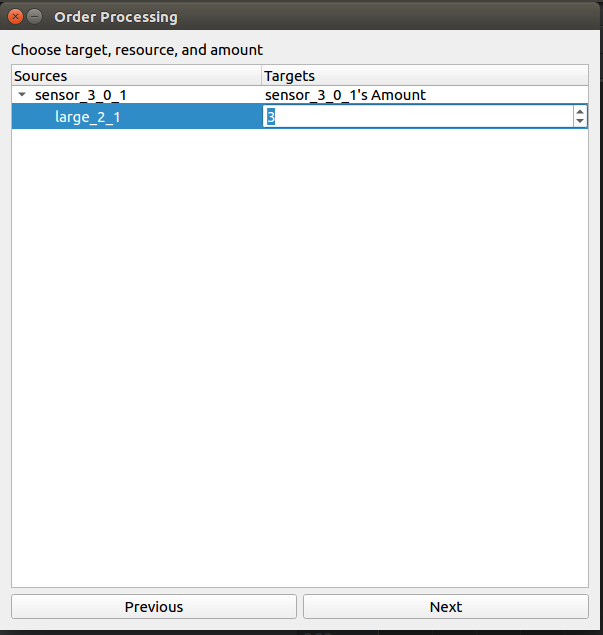 Order Processing
Choose target, resource, and amount
Sources Targets
sensor_3_0_1 sensor_3_0_1's Amount
large_2_1 3
Previous Next